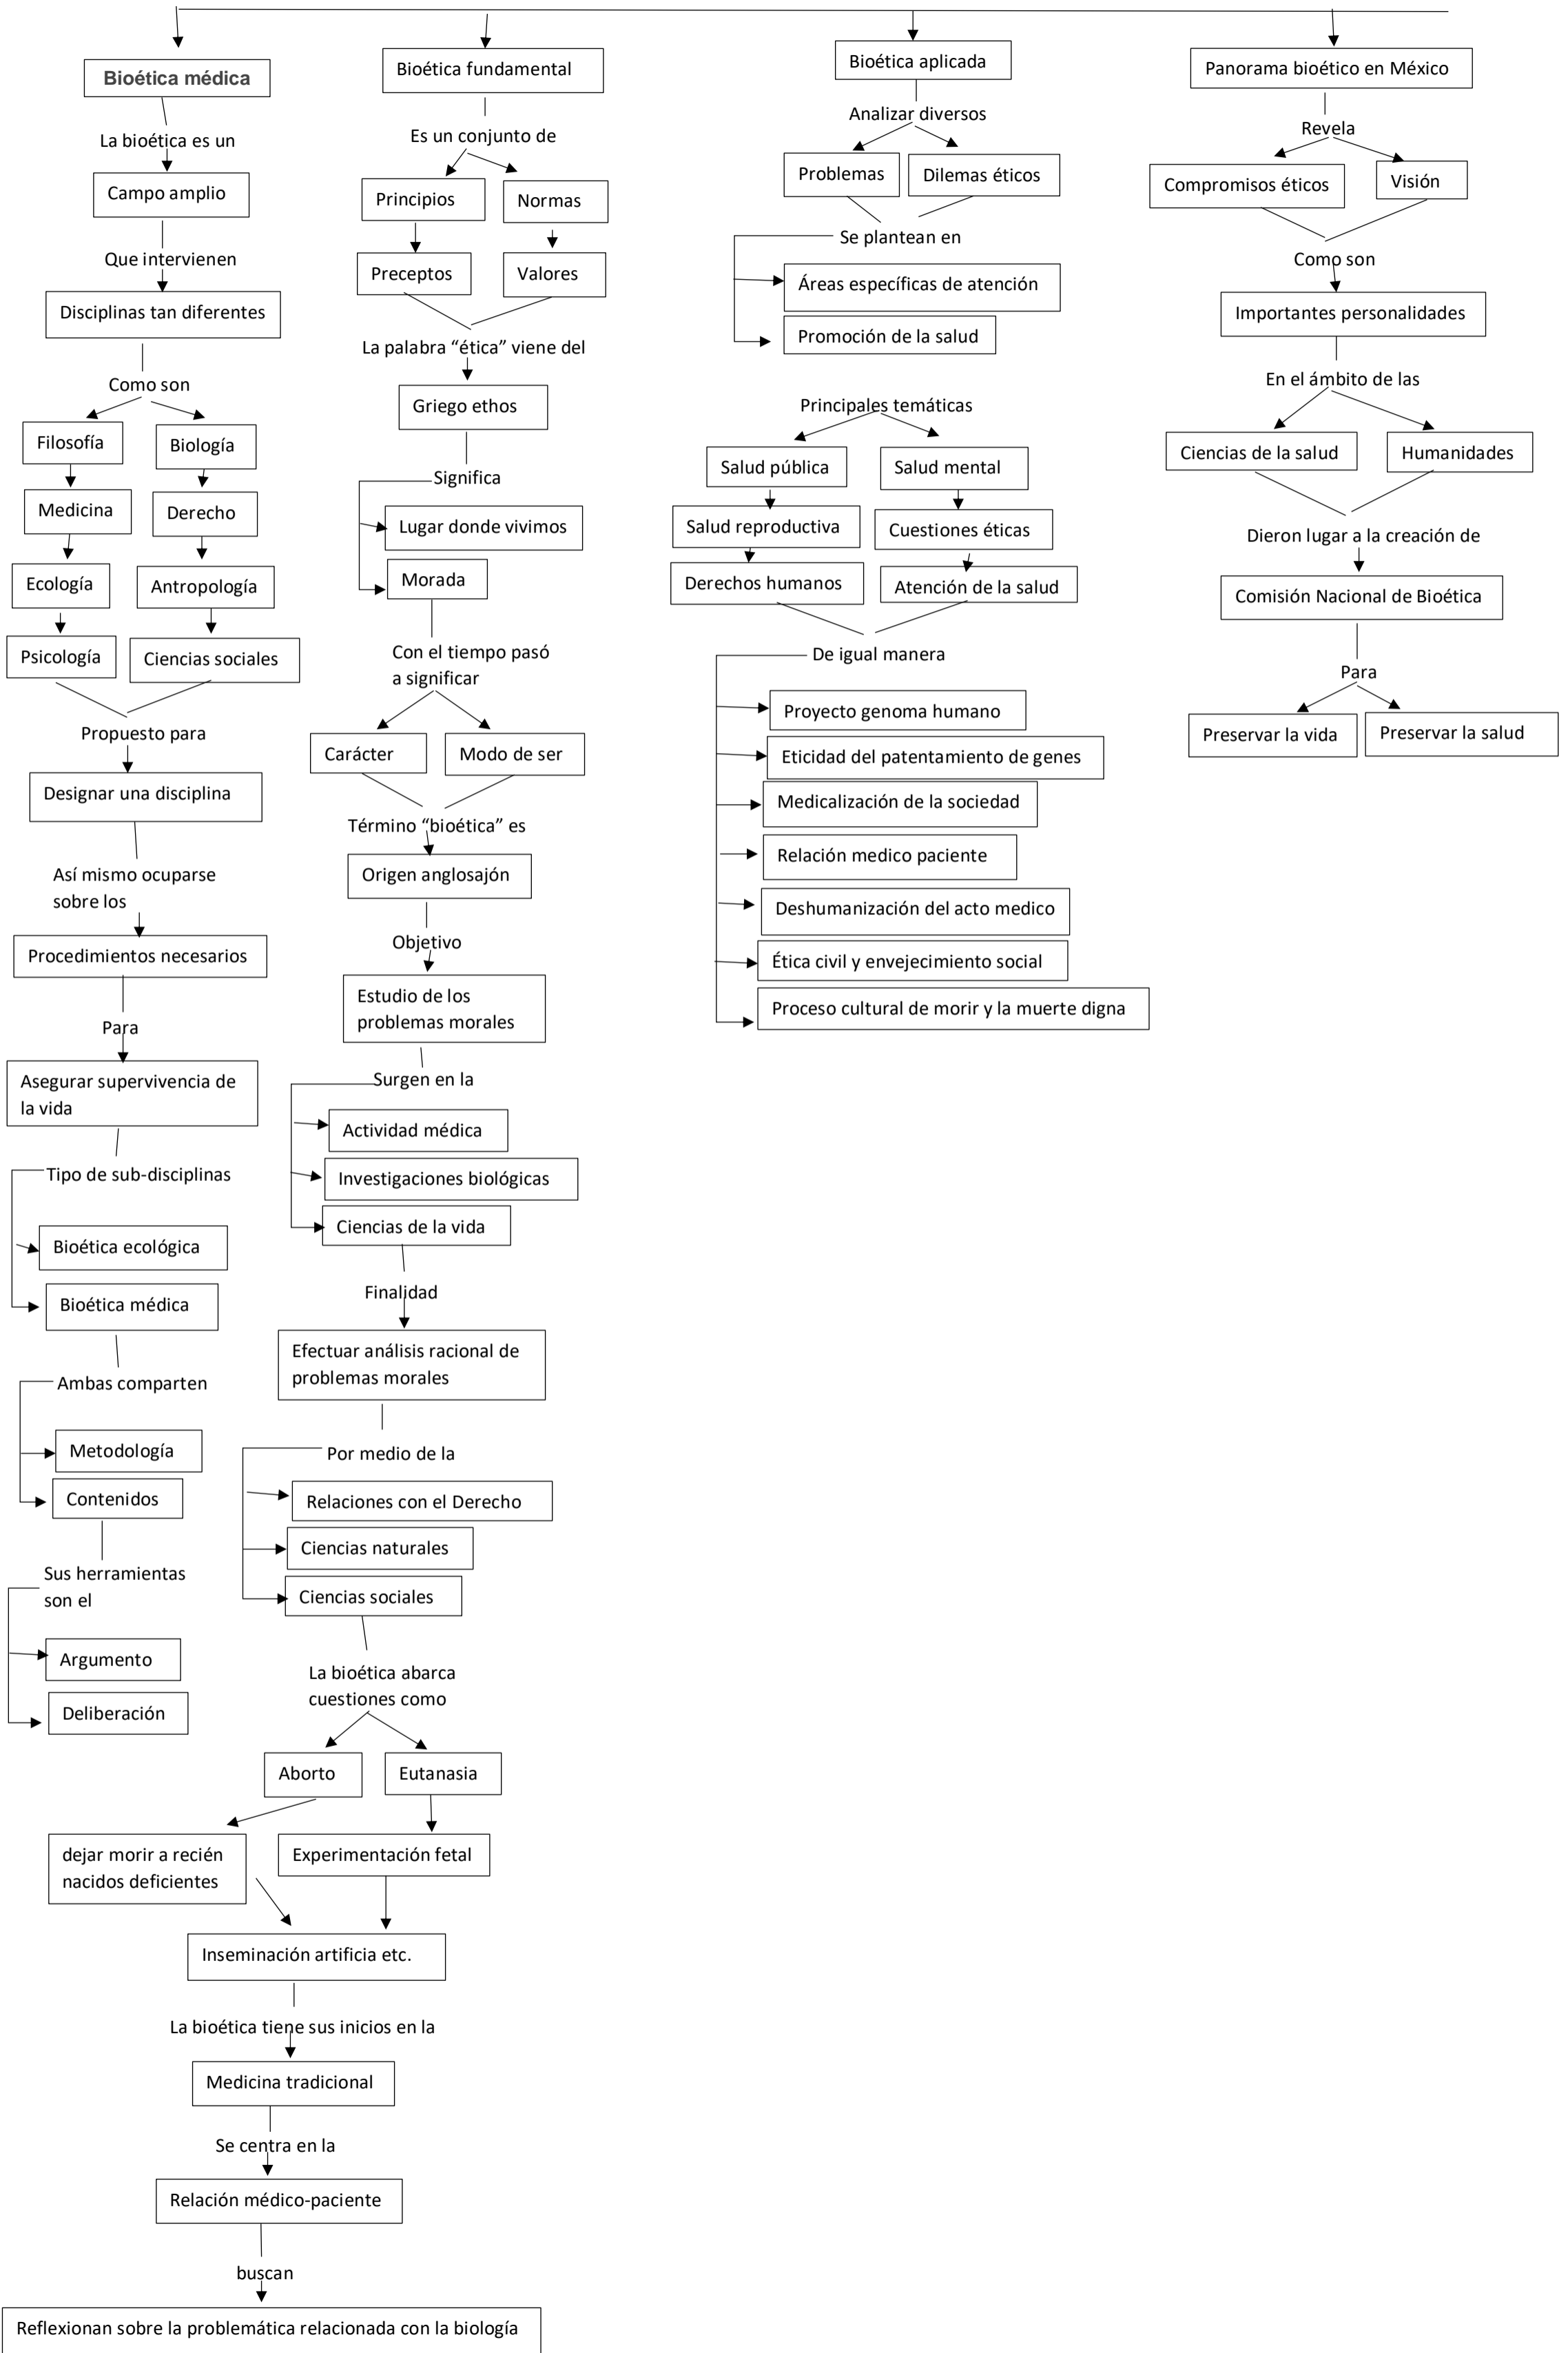 Bioética médica
La bioética es un
Campo amplio
Que intervienen
Disciplinas tan diferentes
Como son
Filosofía
Biología
Medicina
Derecho
Ecología
Antropología
Psicología
Ciencias sociales
Propuesto para
Designar una disciplina
Así mismo ocuparse
sobre los
Procedimientos necesarios
Para
Asegurar supervivencia de
la vida
Tipo de sub-disciplinas
Bioética ecológica
Bioética médica
Ambas comparten
Metodología
Contenidos
Sus herramientas
son el
Argumento
Deliberación
Bioética fundamental
Es un conjunto de
Principios
Normas
Preceptos
Valores
La palabra “ética” viene del
Griego ethos
Significa
Lugar donde vivimos
Morada
Con el tiempo pasó
a significar
Carácter
Modo de ser
Término “bioética” es
Origen anglosajón
Objetivo
Estudio de los
problemas morales
Surgen en la
Actividad médica
Investigaciones biológicas
Ciencias de la vida
Finalidad
Efectuar análisis racional de
problemas morales
Por medio de la
Relaciones con el Derecho
Ciencias naturales
Ciencias sociales
La bioética abarca
cuestiones como
Aborto
Eutanasia
dejar morir a recién
nacidos deficientes
Experimentación fetal
Inseminación artificia etc.
La bioética tiene sus inicios en la
Medicina tradicional
Se centra en la
Relación médico-paciente
buscan
Reflexionan sobre la problemática relacionada con la biología
Bioética aplicada
Analizar diversos
Problemas
Dilemas éticos
Se plantean en
Áreas específicas de atención
Promoción de la salud
Principales temáticas
Salud pública
Salud mental
Salud reproductiva
Cuestiones éticas
Derechos humanos
Atención de la salud
De igual manera
Proyecto genoma humano
Eticidad del patentamiento de genes
Medicalización de la sociedad
Relación medico paciente
Deshumanización del acto medico
Ética civil y envejecimiento social
Proceso cultural de morir y la muerte digna
Panorama bioético en México
Revela
Compromisos éticos
Visión
Como son
Importantes personalidades
En el ámbito de las
Ciencias de la salud
Humanidades
Dieron lugar a la creación de
Comisión Nacional de Bioética
Para
Preservar la vida
Preservar la salud